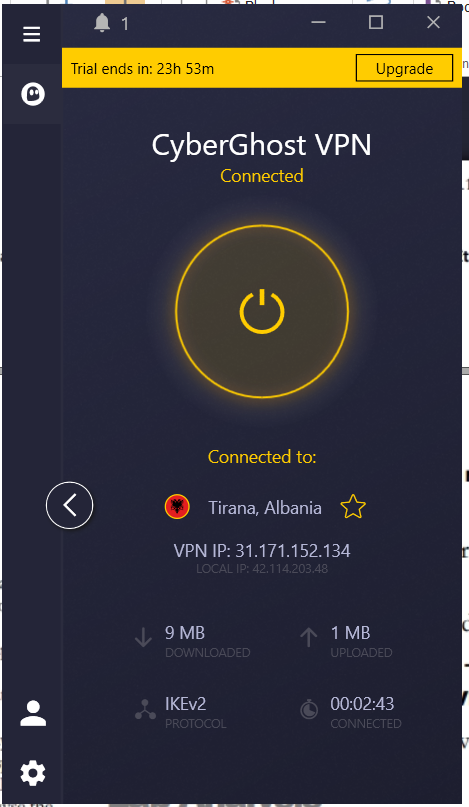 1
Trial ends in: 23h 53m
Upgrade
CyberGhost VPN
Connected
Connected to:
Tirana, Albania
VPN IP: 31.171.152.134
LOCAL IP: 42.114.203.48
9 MB
DOWNLOADED
1 MB
UPLOADED
IKEv2
PROTOCOL
00:02:43
CONNECTED